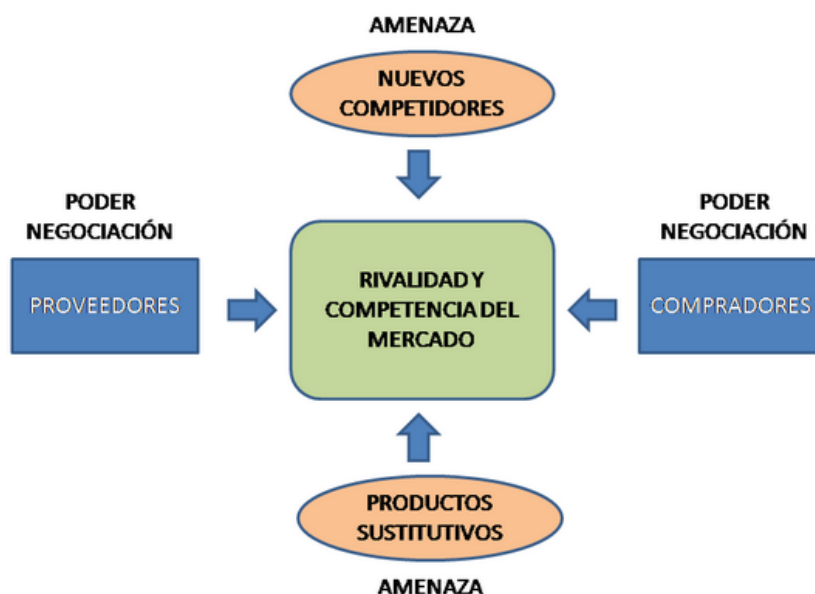 AMENAZA
NUEVOS
COMPETIDORES
PODER
NEGOCIACIÓN
PROVEEDORES
RIVALIDAD Y
COMPETENCIA DEL
MERCADO
PODER
NEGOCIACIÓN
COMPRADORES
PRODUCTOS
SUSTITUTIVOS
AMENAZA